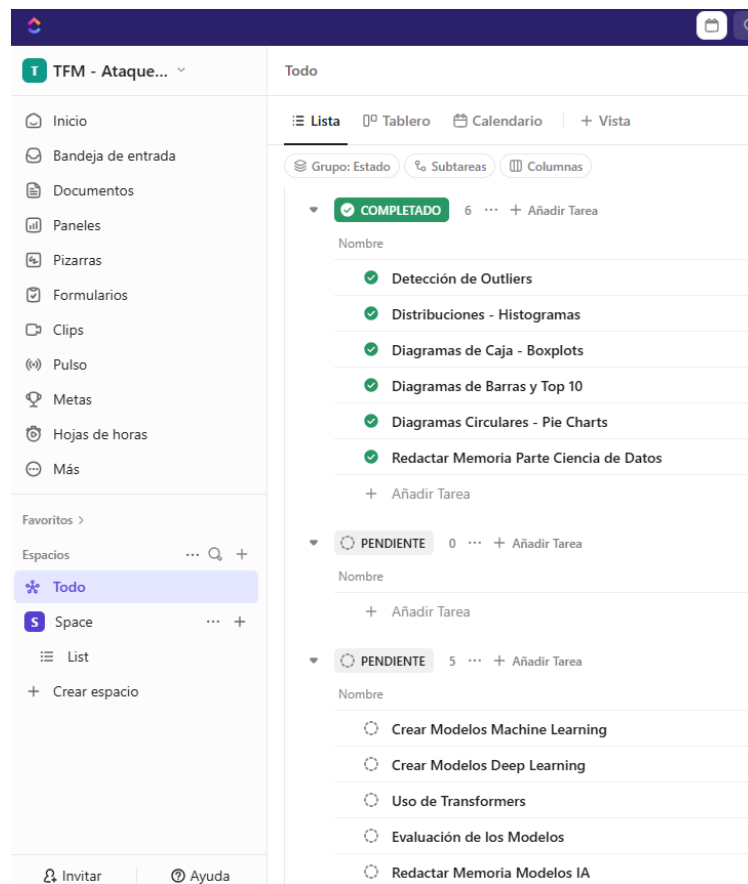 T TFM - Ataque...
Inicio
Bandeja de entrada
Documentos
Paneles
Pizarras
Formularios
Clips
Pulso
Metas
Hojas de horas
Más
Favoritos >
Espacios
Todo
S Space
List
+ Crear espacio
Invitar
Ayuda
Todo
Lista
Tablero
Calendario
+ Vista
Grupo: Estado
Subtareas
Columnas
COMPLETADO 6 ... + Añadir Tarea
Nombre
Detección de Outliers
Distribuciones - Histogramas
Diagramas de Caja - Boxplots
Diagramas de Barras y Top 10
Diagramas Circulares - Pie Charts
Redactar Memoria Parte Ciencia de Datos
+ Añadir Tarea
PENDIENTE 0 ... + Añadir Tarea
Nombre
+ Añadir Tarea
PENDIENTE 5 ... + Añadir Tarea
Nombre
Crear Modelos Machine Learning
Crear Modelos Deep Learning
Uso de Transformers
Evaluación de los Modelos
Redactar Memoria Modelos IA